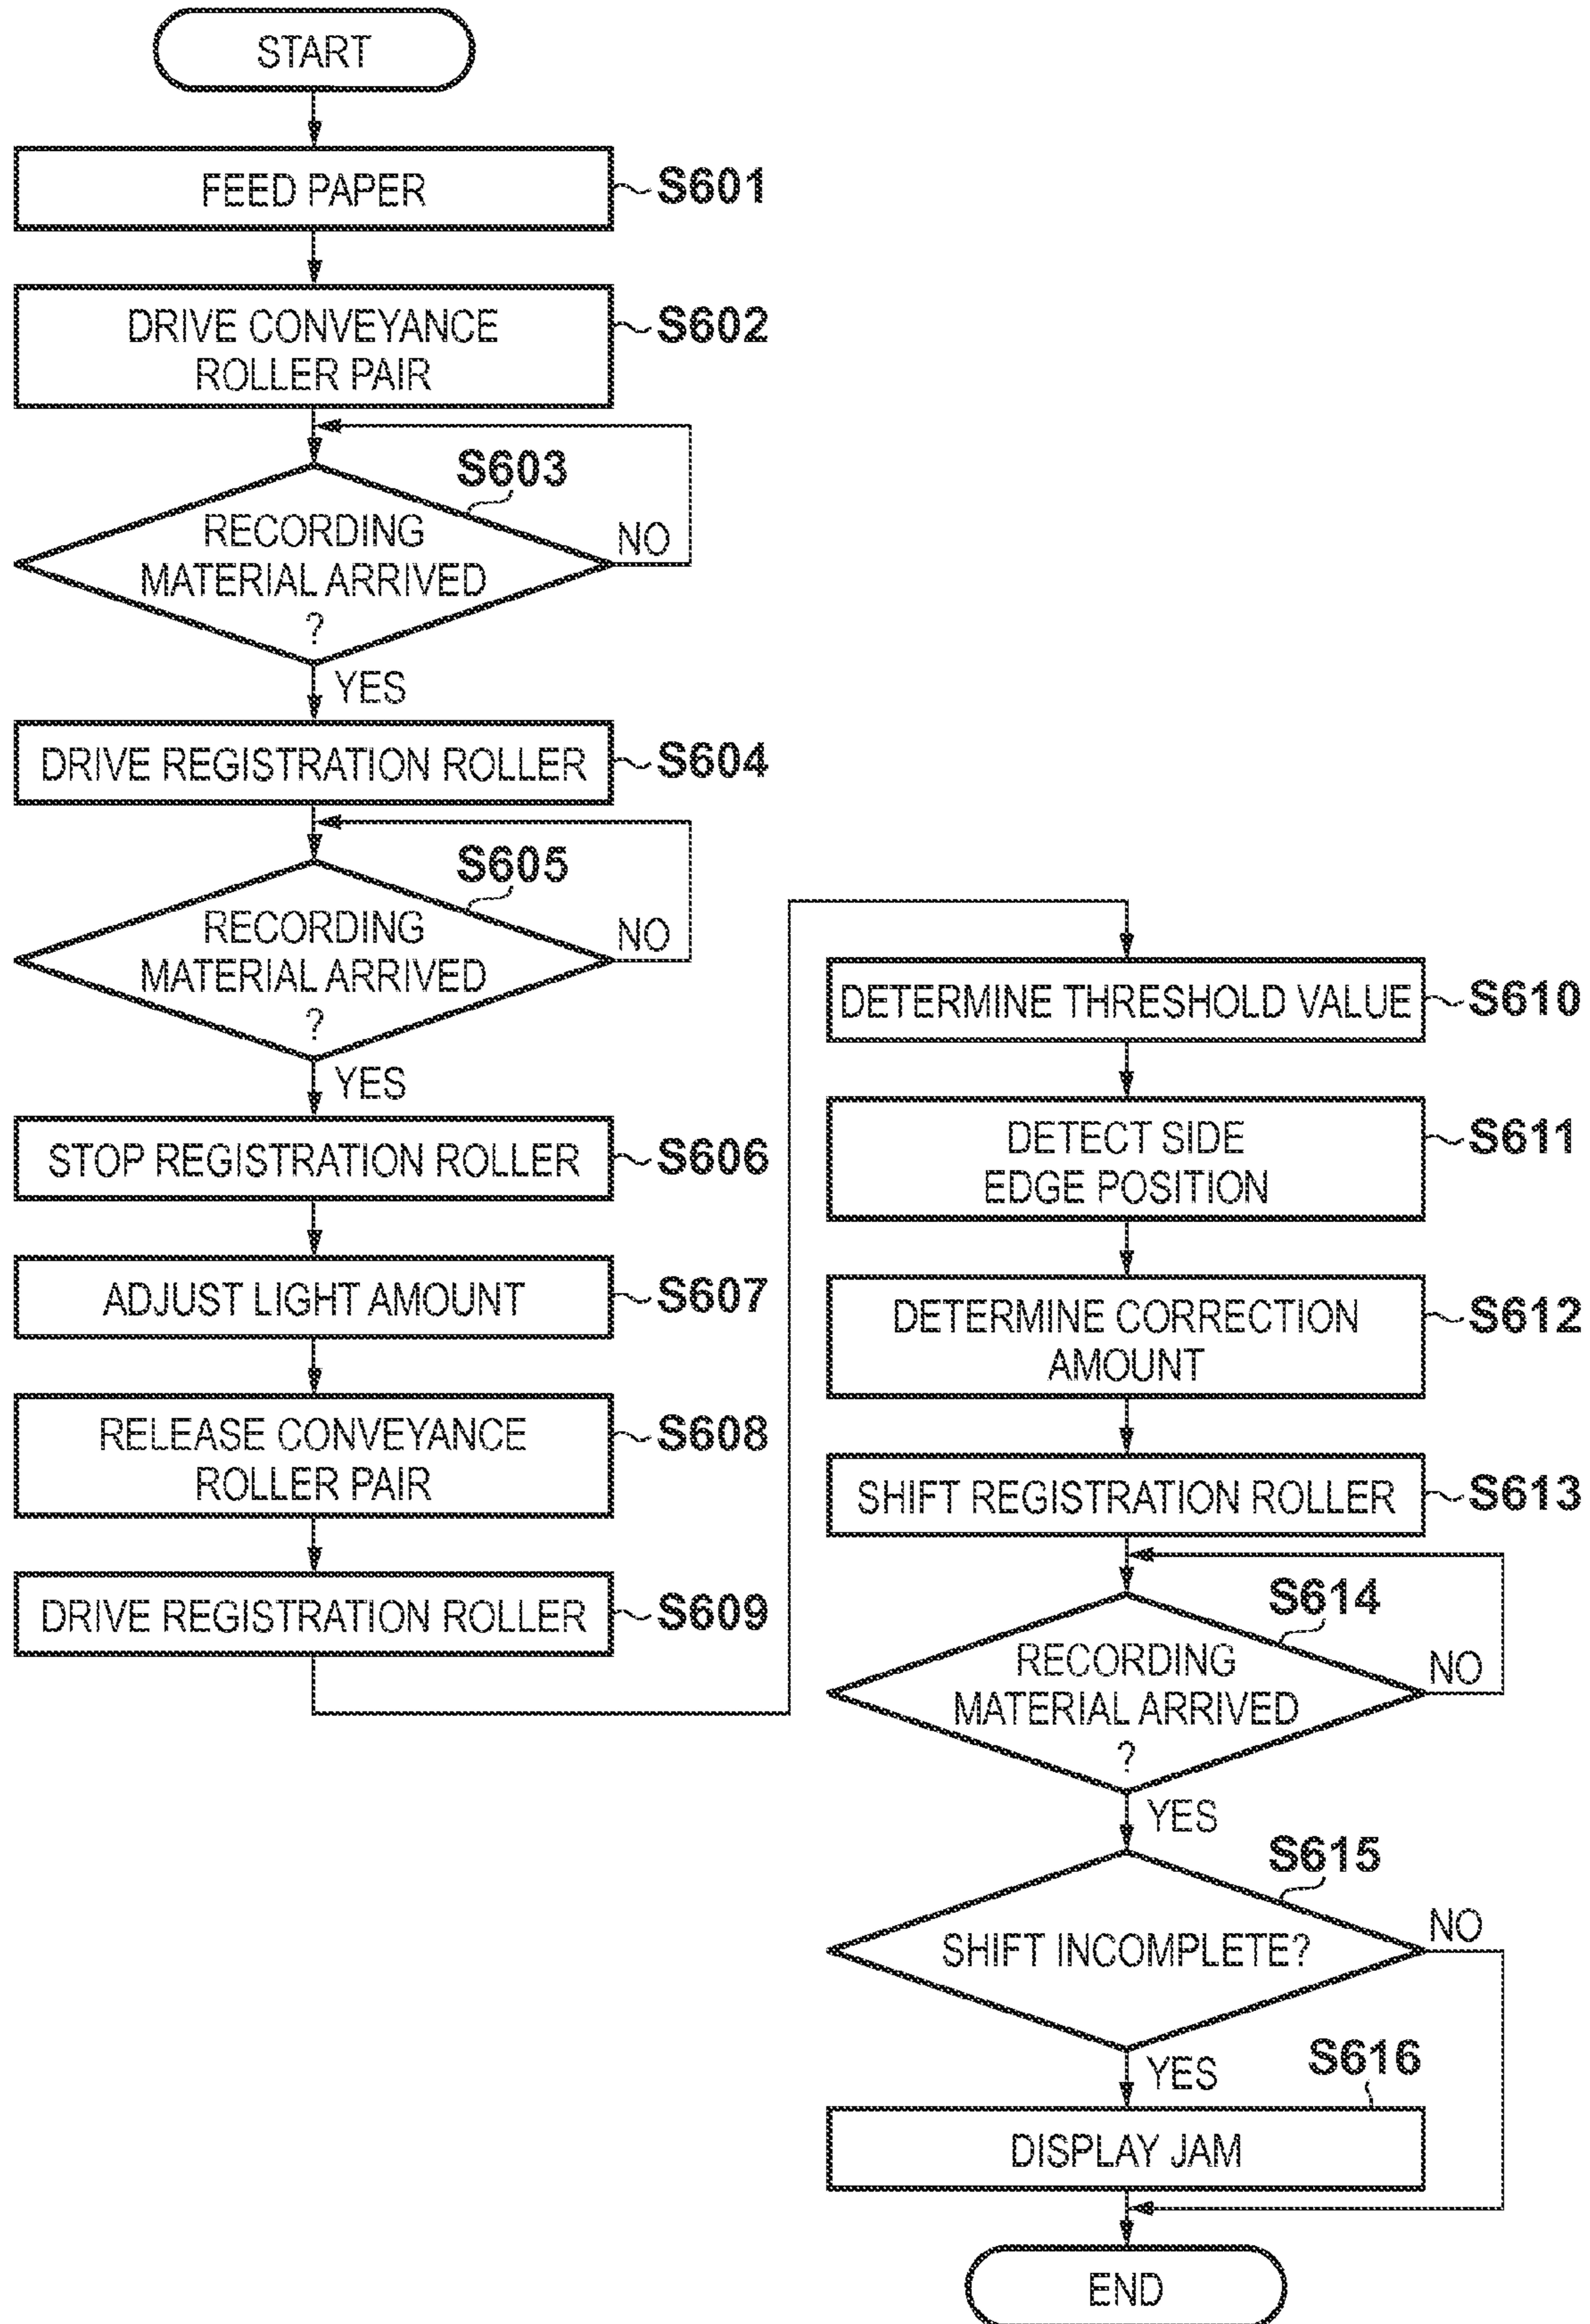 START
FEED PAPER
S601
DRIVE CONVEYANCE
ROLLER PAIR
S602
S603
RECORDING
MATERIAL ARRIVED
?
NO
YES
DRIVE REGISTRATION ROLLER
S604
S605
RECORDING
MATERIAL ARRIVED
?
NO
YES
STOP REGISTRATION ROLLER
S606
ADJUST LIGHT AMOUNT
S607
RELEASE CONVEYANCE
ROLLER PAIR
S608
DRIVE REGISTRATION ROLLER
S609
DETERMINE THRESHOLD VALUE
S610
DETECT SIDE
EDGE POSITION
S611
DETERMINE CORRECTION
AMOUNT
S612
SHIFT REGISTRATION ROLLER
S613
S614
RECORDING
MATERIAL ARRIVED
?
NO
YES
S615
SHIFT INCOMPLETE?
NO
YES
S616
DISPLAY JAM
END